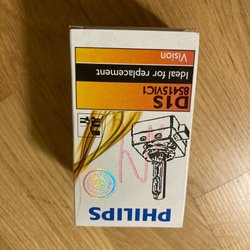 Vision
Ideal for replacement
D1S
85415VIC1
PHILIPS